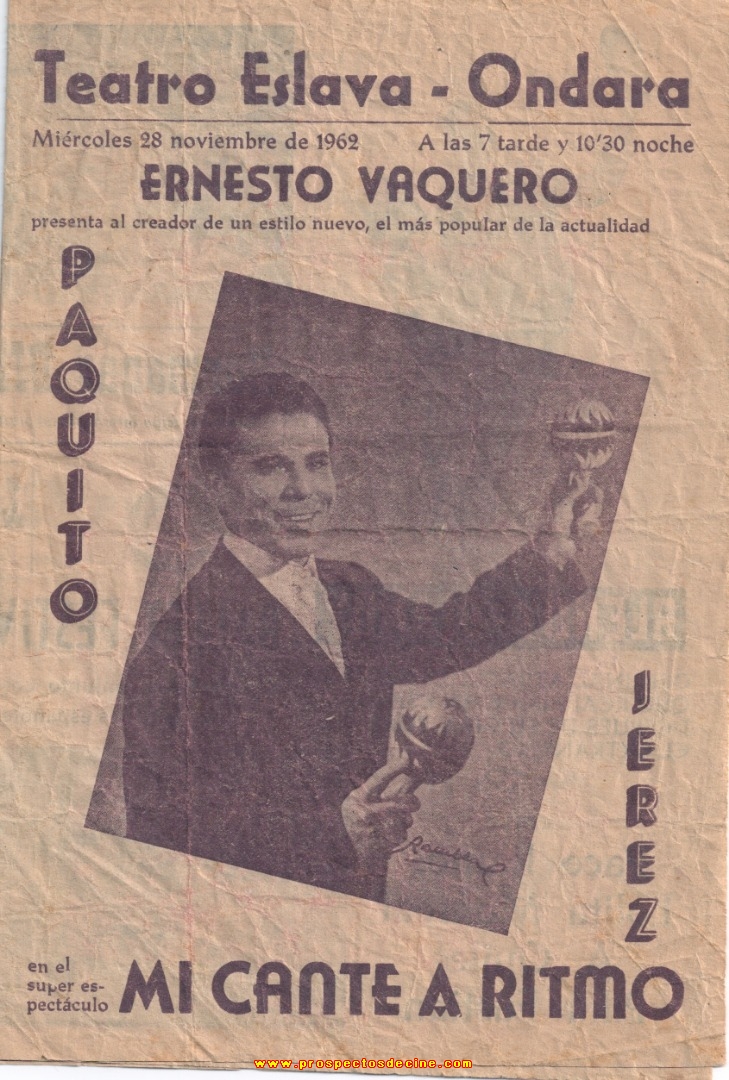 Teatro Eslava - Ondara
Miércoles 28 noviembre de 1962 A las 7 tarde y 10'30 noche
ERNESTO VAQUERO
presenta al creador de un estilo nuevo, el más popular de la actualidad
PAQUITO
JEREZ
en el
super es-
pectáculo
MI CANTE A RITMO
www.prospectosdecine.com